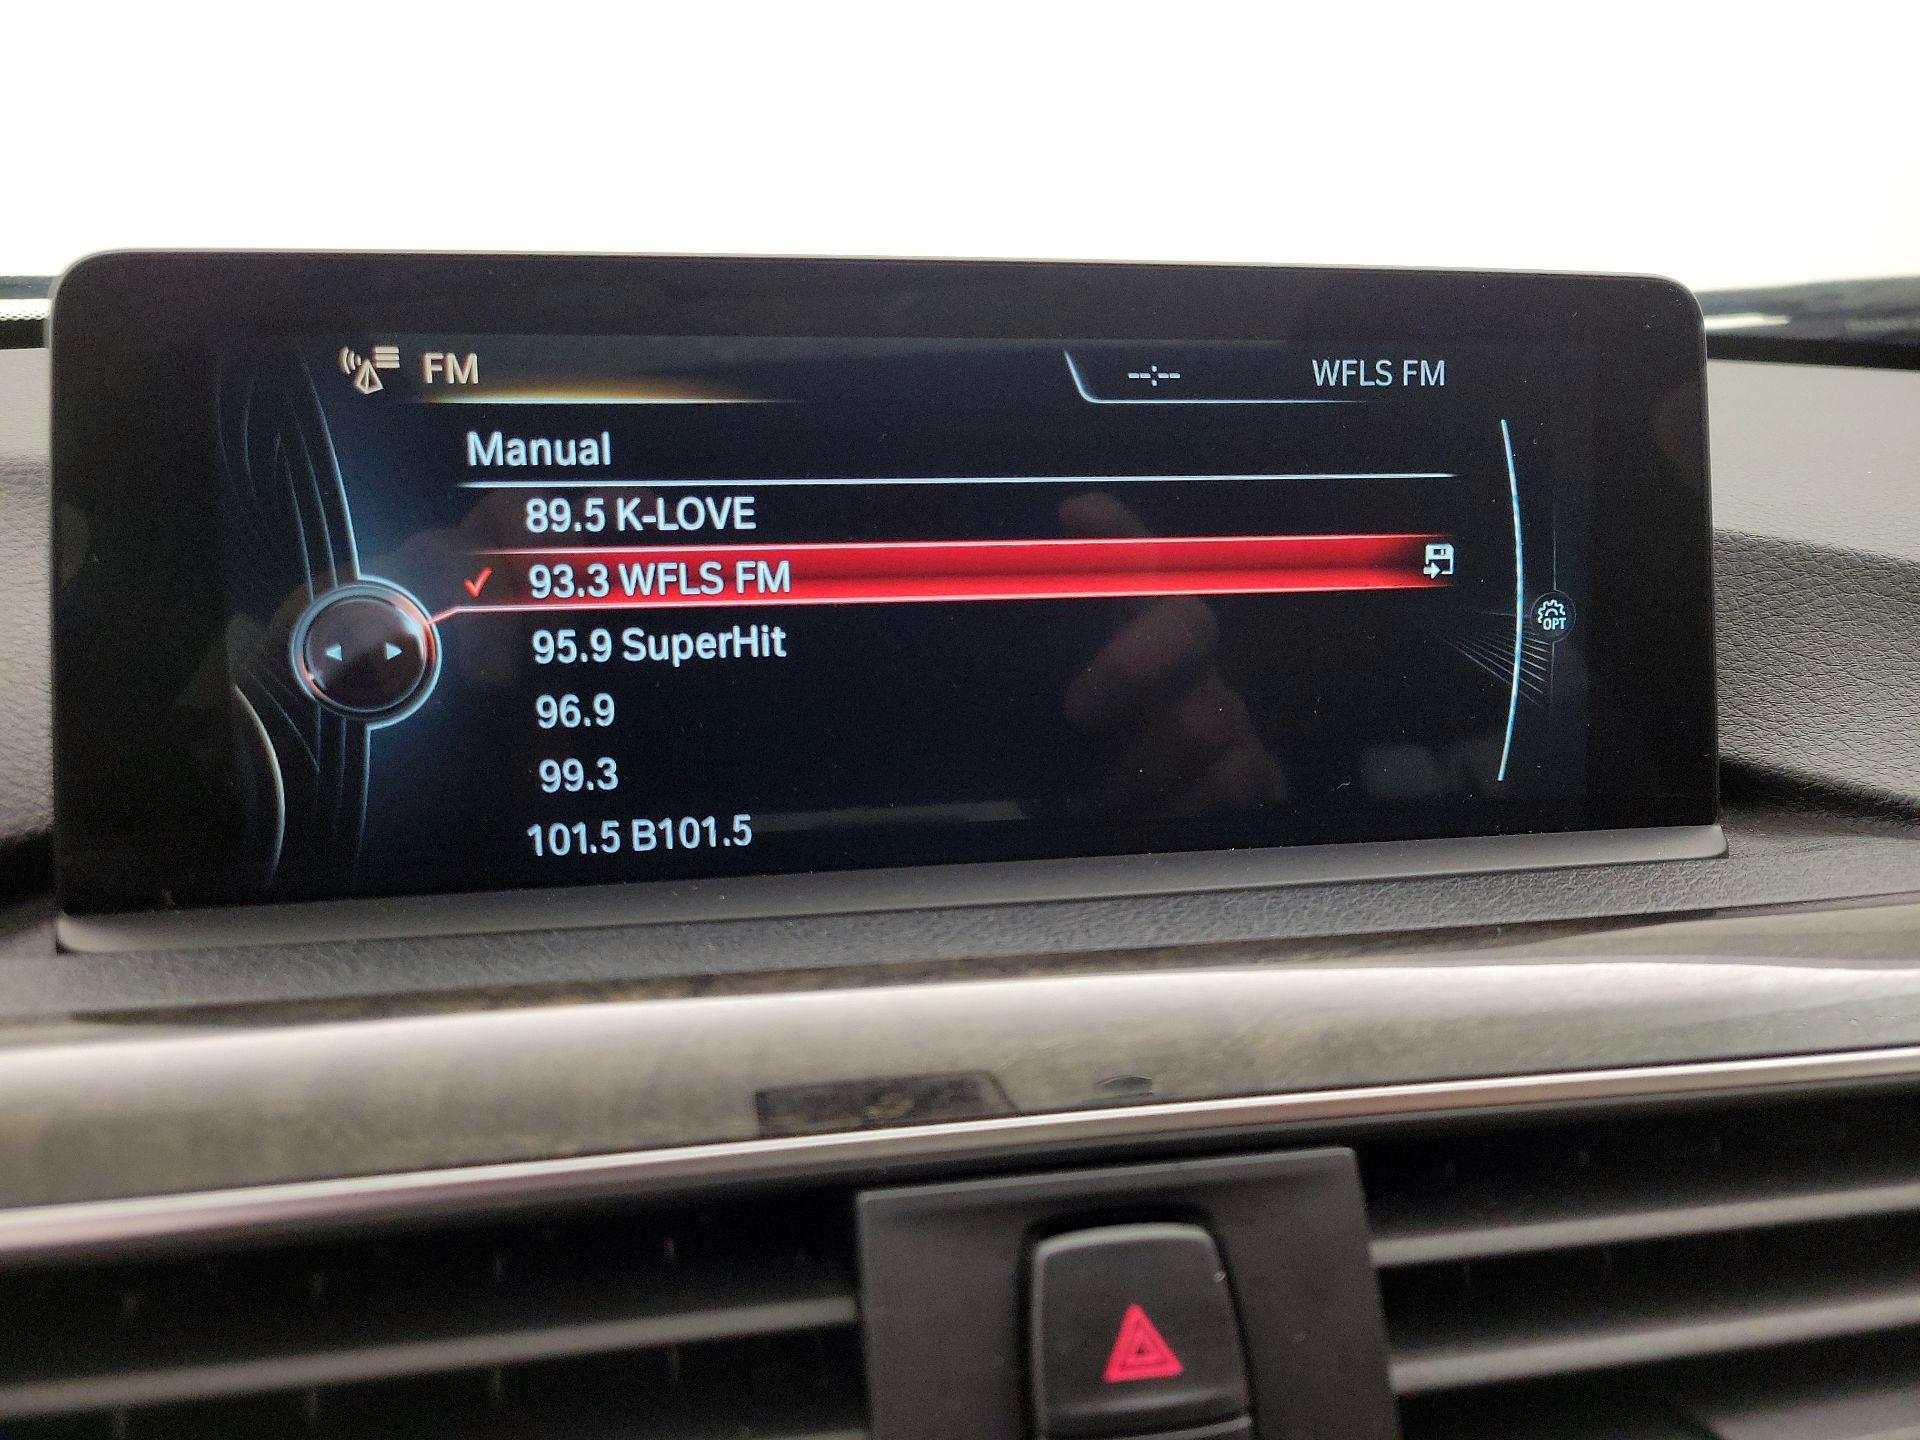 FM --:-- WFLS FM
Manual
89.5 K-LOVE
93.3 WFLS FM
95.9 SuperHit
OPT
96.9
99.3
101.5 B101.5